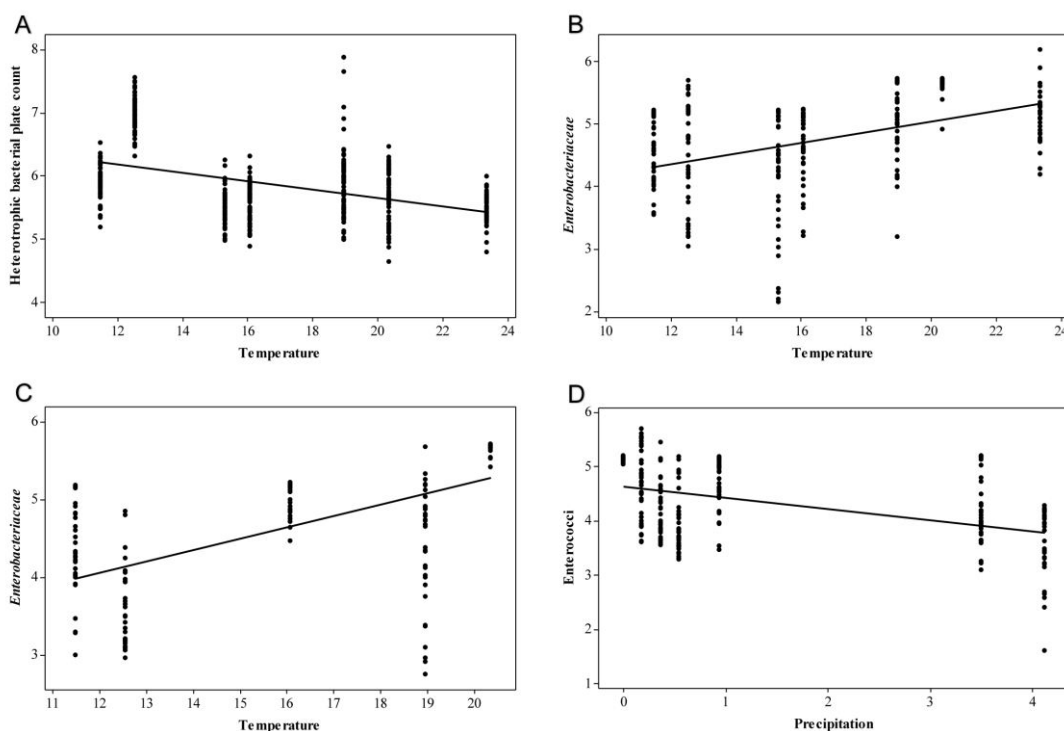 A
Heterotrophic bacterial plate count
8
7
6
5
4
10 12 14 16 18 20 22 24
Temperature
B
Enterobacteriaceae
6
5
4
3
2
10 12 14 16 18 20 22 24
Temperature
C
Enterobacteriaceae
6
5
4
3
11 12 13 14 15 16 17 18 19 20
Temperature
D
Enterococci
6
5
4
3
2
1
0 1 2 3 4
Precipitation